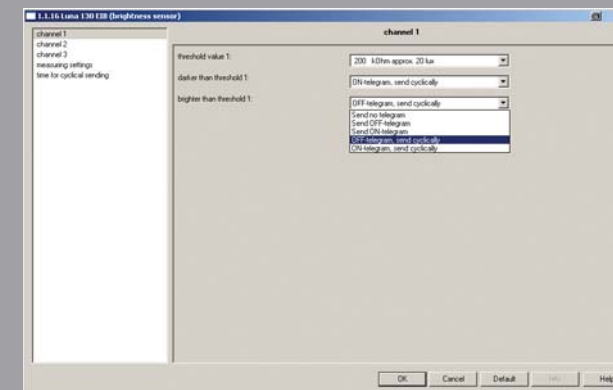 1.1.16 Luna 130 EIB (brightness sensor)
channel 1
channel 2
channel 3
measuring settings
time for cyclical sending
channel 1
threshold value 1:
200 kOhm approx. 20 lux
darker than threshold 1:
ON-telegram, send cyclically
brighter than threshold 1:
OFF-telegram, send cyclically
Send no telegram
Send OFF-telegram
Send ON-telegram
OFF-telegram, send cyclically
ON-telegram, send cyclically
OK Cancel Default Info Help